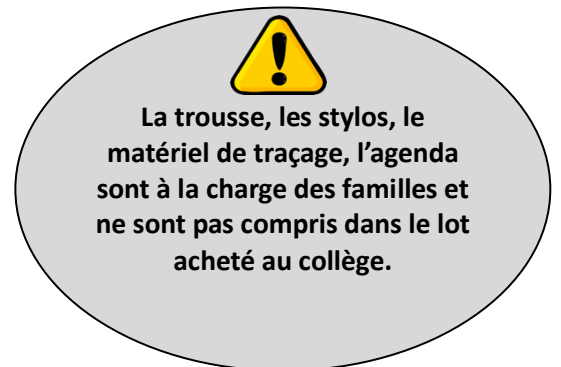 La trousse, les stylos, le
matériel de traçage, l’agenda
sont à la charge des familles et
ne sont pas compris dans le lot
acheté au collège.